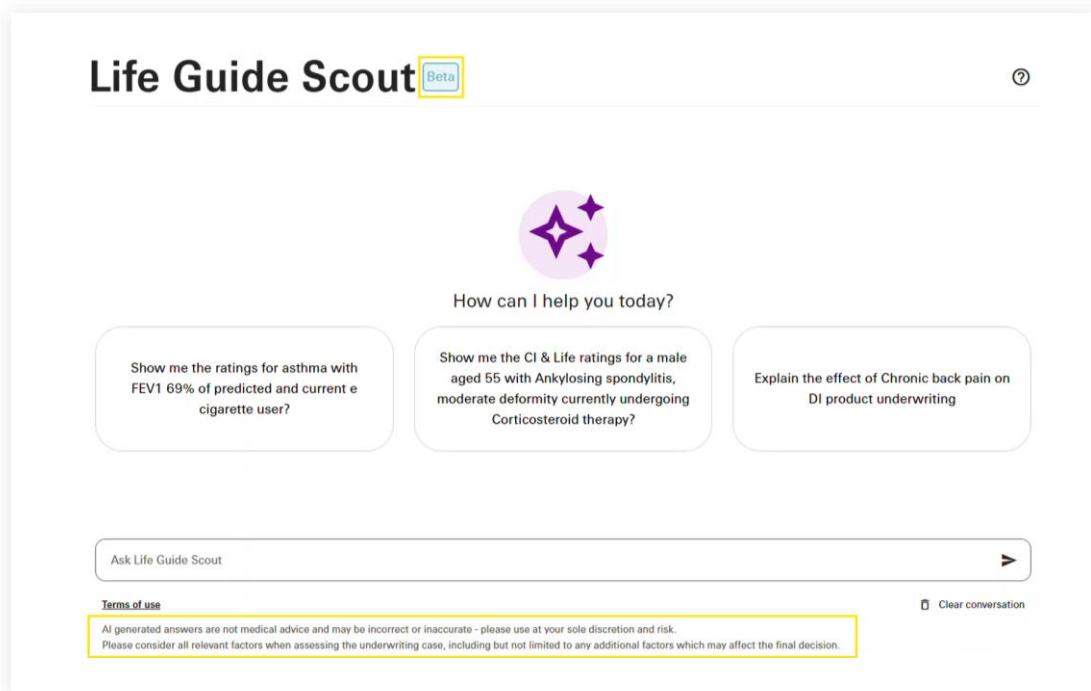 Life Guide Scout Beta
How can I help you today?
Show me the ratings for asthma with
FEV1 69% of predicted and current e
cigarette user?
Show me the CI & Life ratings for a male
aged 55 with Ankylosing spondylitis,
moderate deformity currently undergoing
Corticosteroid therapy?
Explain the effect of Chronic back pain on
DI product underwriting
Ask Life Guide Scout
Terms of use
Clear conversation
AI generated answers are not medical advice and may be incorrect or inaccurate - please use at your sole discretion and risk.
Please consider all relevant factors when assessing the underwriting case, including but not limited to any additional factors which may affect the final decision.